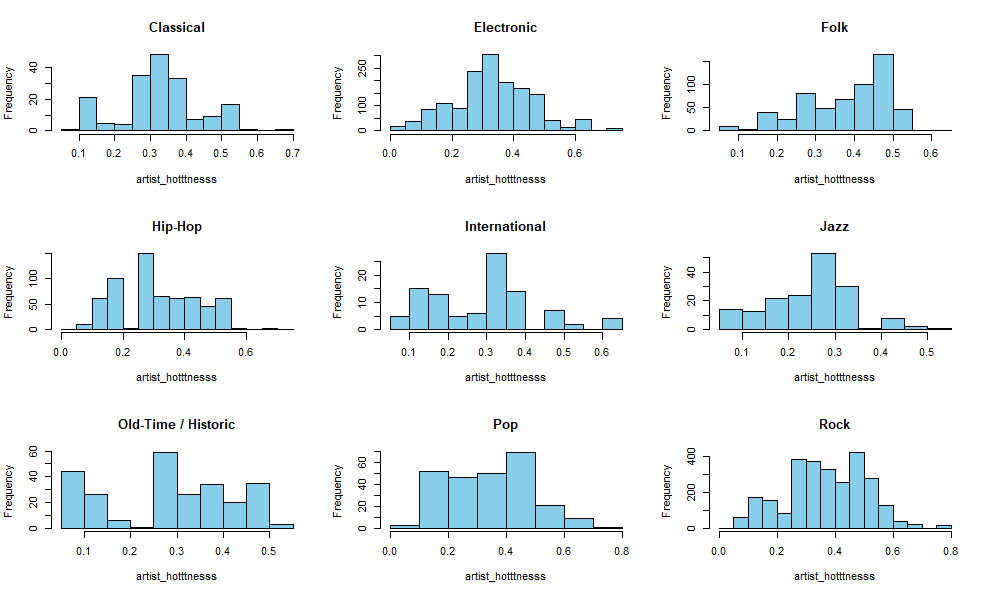 Classical
Frequency
0 20 40
0.1 0.2 0.3 0.4 0.5 0.6 0.7
artist_hotttnesss
Electronic
Frequency
0 100 250
0.0 0.2 0.4 0.6
artist_hotttnesss
Folk
Frequency
0 50 100
0.1 0.2 0.3 0.4 0.5 0.6
artist_hotttnesss
Hip-Hop
Frequency
0 50 100
0.0 0.2 0.4 0.6
artist_hotttnesss
International
Frequency
0 10 20
0.1 0.2 0.3 0.4 0.5 0.6
artist_hotttnesss
Jazz
Frequency
0 20 40
0.1 0.2 0.3 0.4 0.5
artist_hotttnesss
Old-Time / Historic
Frequency
0 20 40 60
0.1 0.2 0.3 0.4 0.5
artist_hotttnesss
Pop
Frequency
0 20 40 60
0.0 0.2 0.4 0.6 0.8
artist_hotttnesss
Rock
Frequency
0 200 400
0.0 0.2 0.4 0.6 0.8
artist_hotttnesss